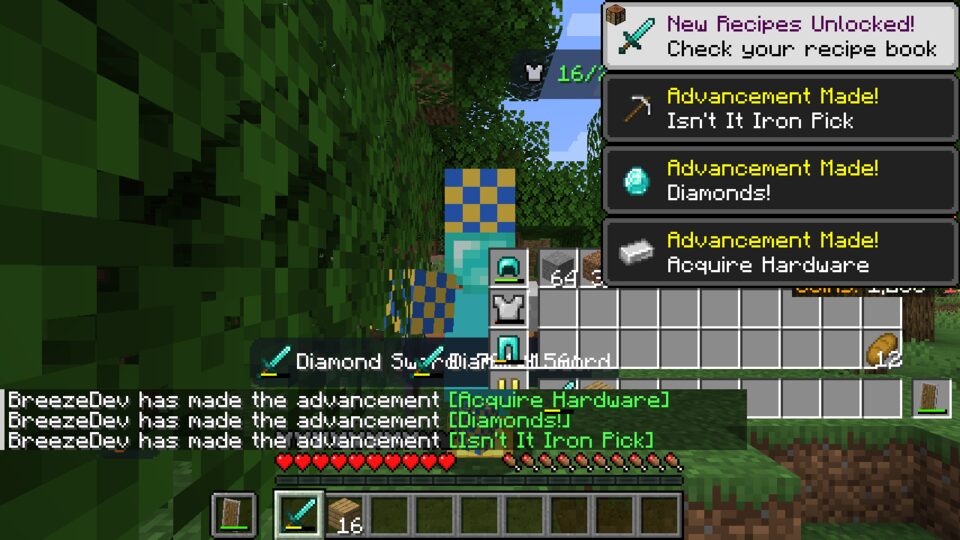 New Recipes Unlocked!
Check your recipe book
16/
Advancement Made!
Isn't It Iron Pick
Advancement Made!
Diamonds!
Advancement Made!
Acquire Hardware
64
12
Diamond
BreezeDev has made the advancement [Acquire Hardware]
BreezeDev has made the advancement [Diamonds!]
BreezeDev has made the advancement [Isn't It Iron Pick]
16